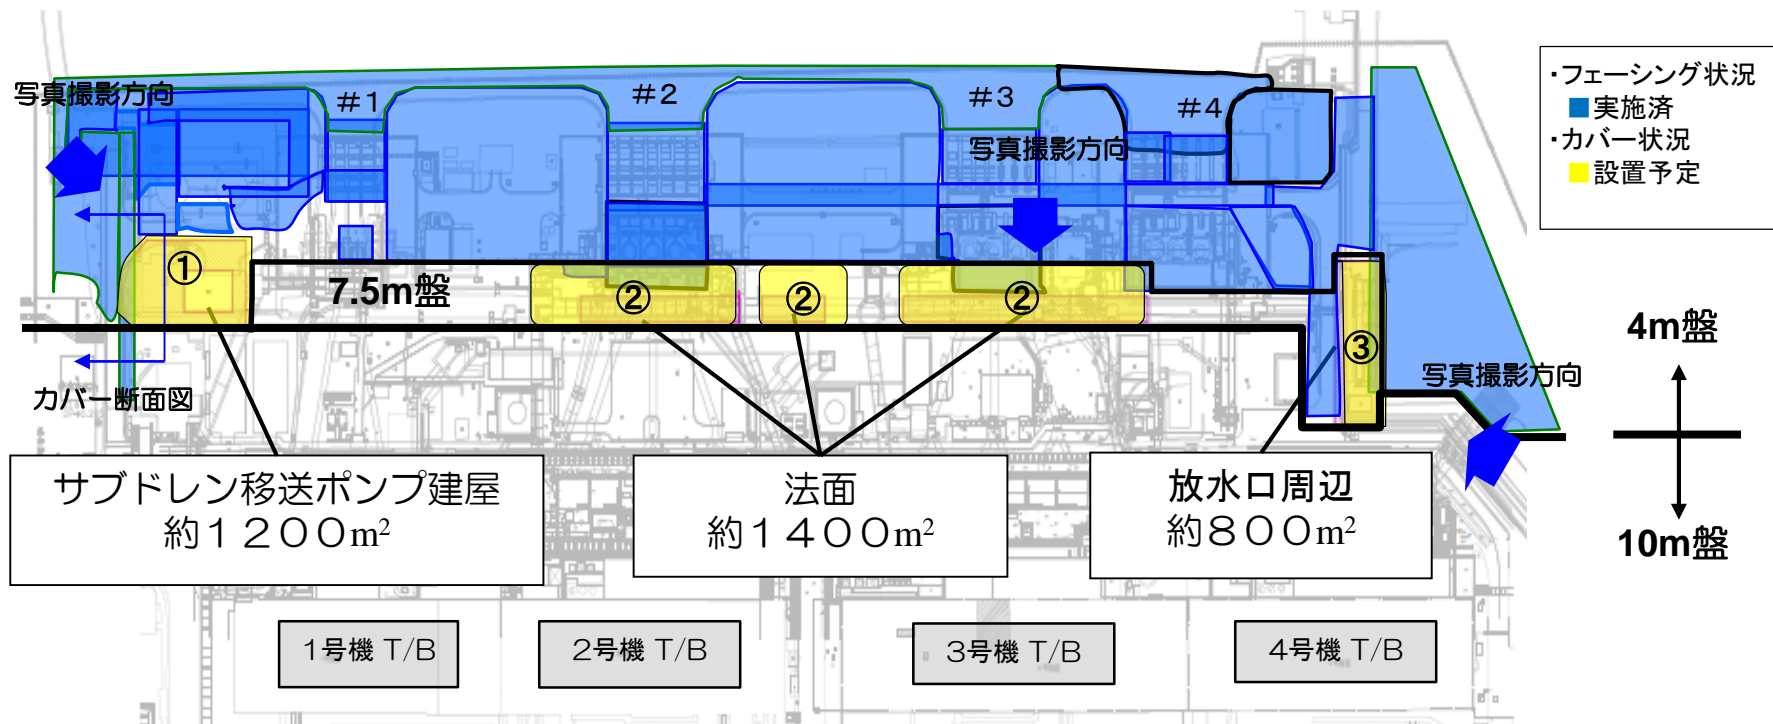 ・フェーシング状況
■実施済
・カバー状況
■設置予定
写真撮影方向
#1
#2
#3
#4
写真撮影方向
①
7.5m盤
②
②
②
③
カバー断面図
写真撮影方向
4m盤
10m盤
サブドレン移送ポンプ建屋
約1200m²
法面
約1400m²
放水口周辺
約800m²
1号機 T/B
2号機 T/B
3号機 T/B
4号機 T/B